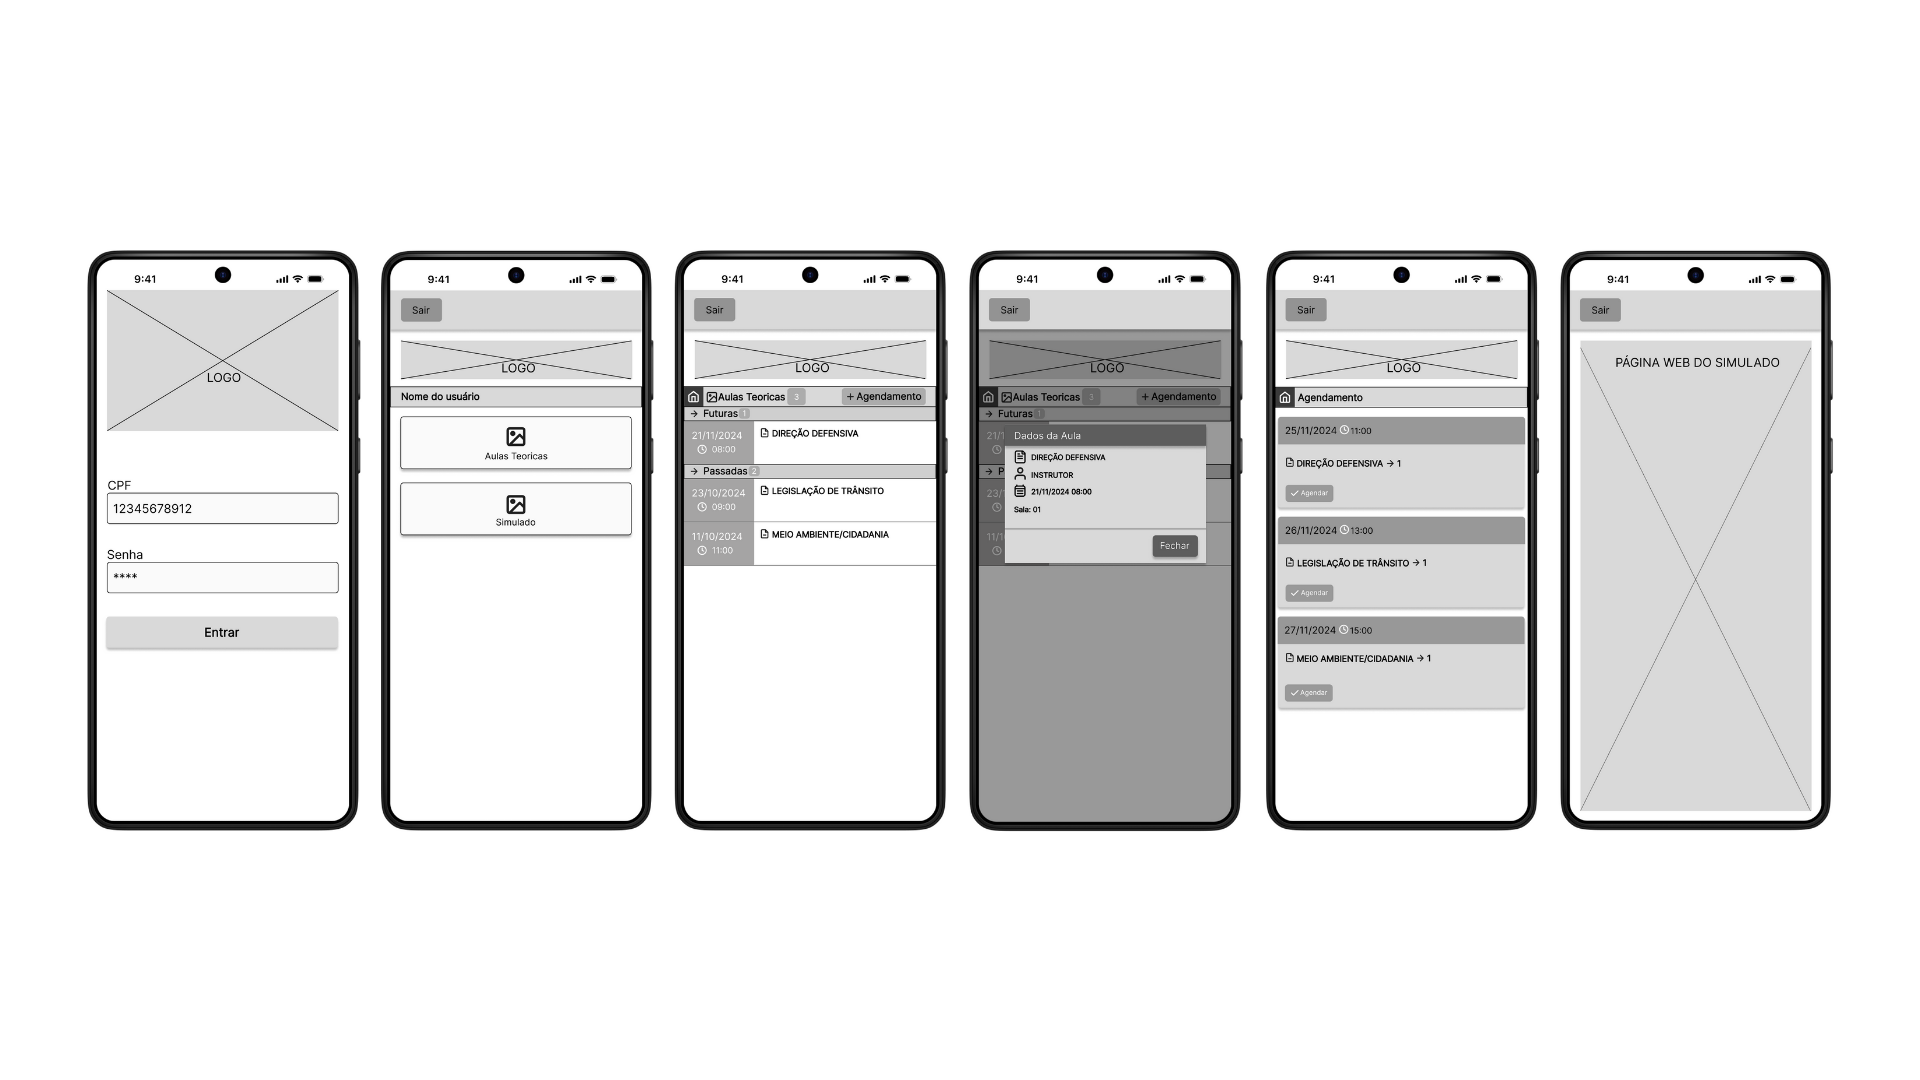 9:41
LOGO
CPF
12345678912
Senha
****
Entrar
9:41
Sair
LOGO
Nome do usuário
Aulas Teoricas
Simulado
9:41
Sair
LOGO
Aulas Teoricas 3 + Agendamento
→ Futuras 1
21/11/2024 DIREÇÃO DEFENSIVA
08:00
→ Passadas 2
23/10/2024 LEGISLAÇÃO DE TRÂNSITO
09:00
11/10/2024 MEIO AMBIENTE/CIDADANIA
11:00
9:41
Sair
LOGO
Aulas Teoricas 3 + Agendamento
→ Futuras 1
Dados da Aula
DIREÇÃO DEFENSIVA
INSTRUTOR
21/11/2024 08:00
Sala: 01
Fechar
9:41
Sair
LOGO
Agendamento
25/11/2024 11:00
DIREÇÃO DEFENSIVA → 1
Agendar
26/11/2024 13:00
LEGISLAÇÃO DE TRÂNSITO → 1
Agendar
27/11/2024 15:00
MEIO AMBIENTE/CIDADANIA → 1
Agendar
9:41
Sair
PÁGINA WEB DO SIMULADO